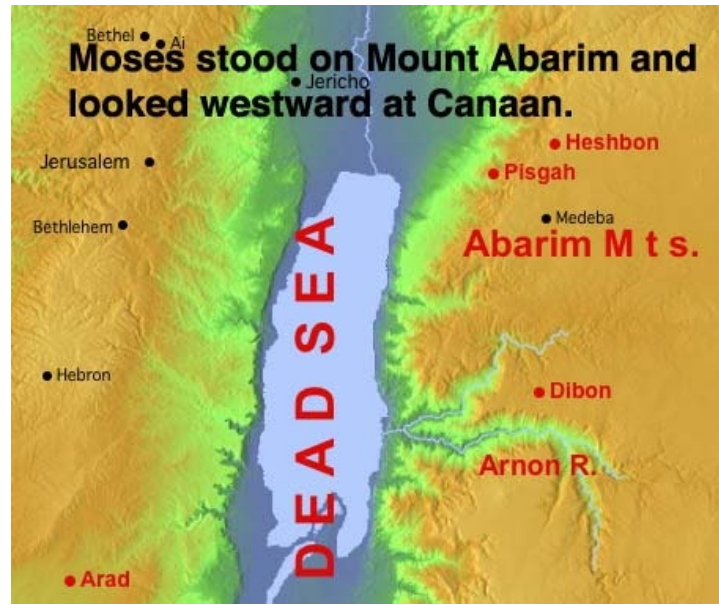 Bethel
Ai
Moses stood on Mount Abarim and
Jericho
looked westward at Canaan.
Heshbon
Jerusalem
Pisgah
Bethlehem
Medeba
Abarim M t s.
DEAD SEA
Hebron
Dibon
Arnon R.
Arad